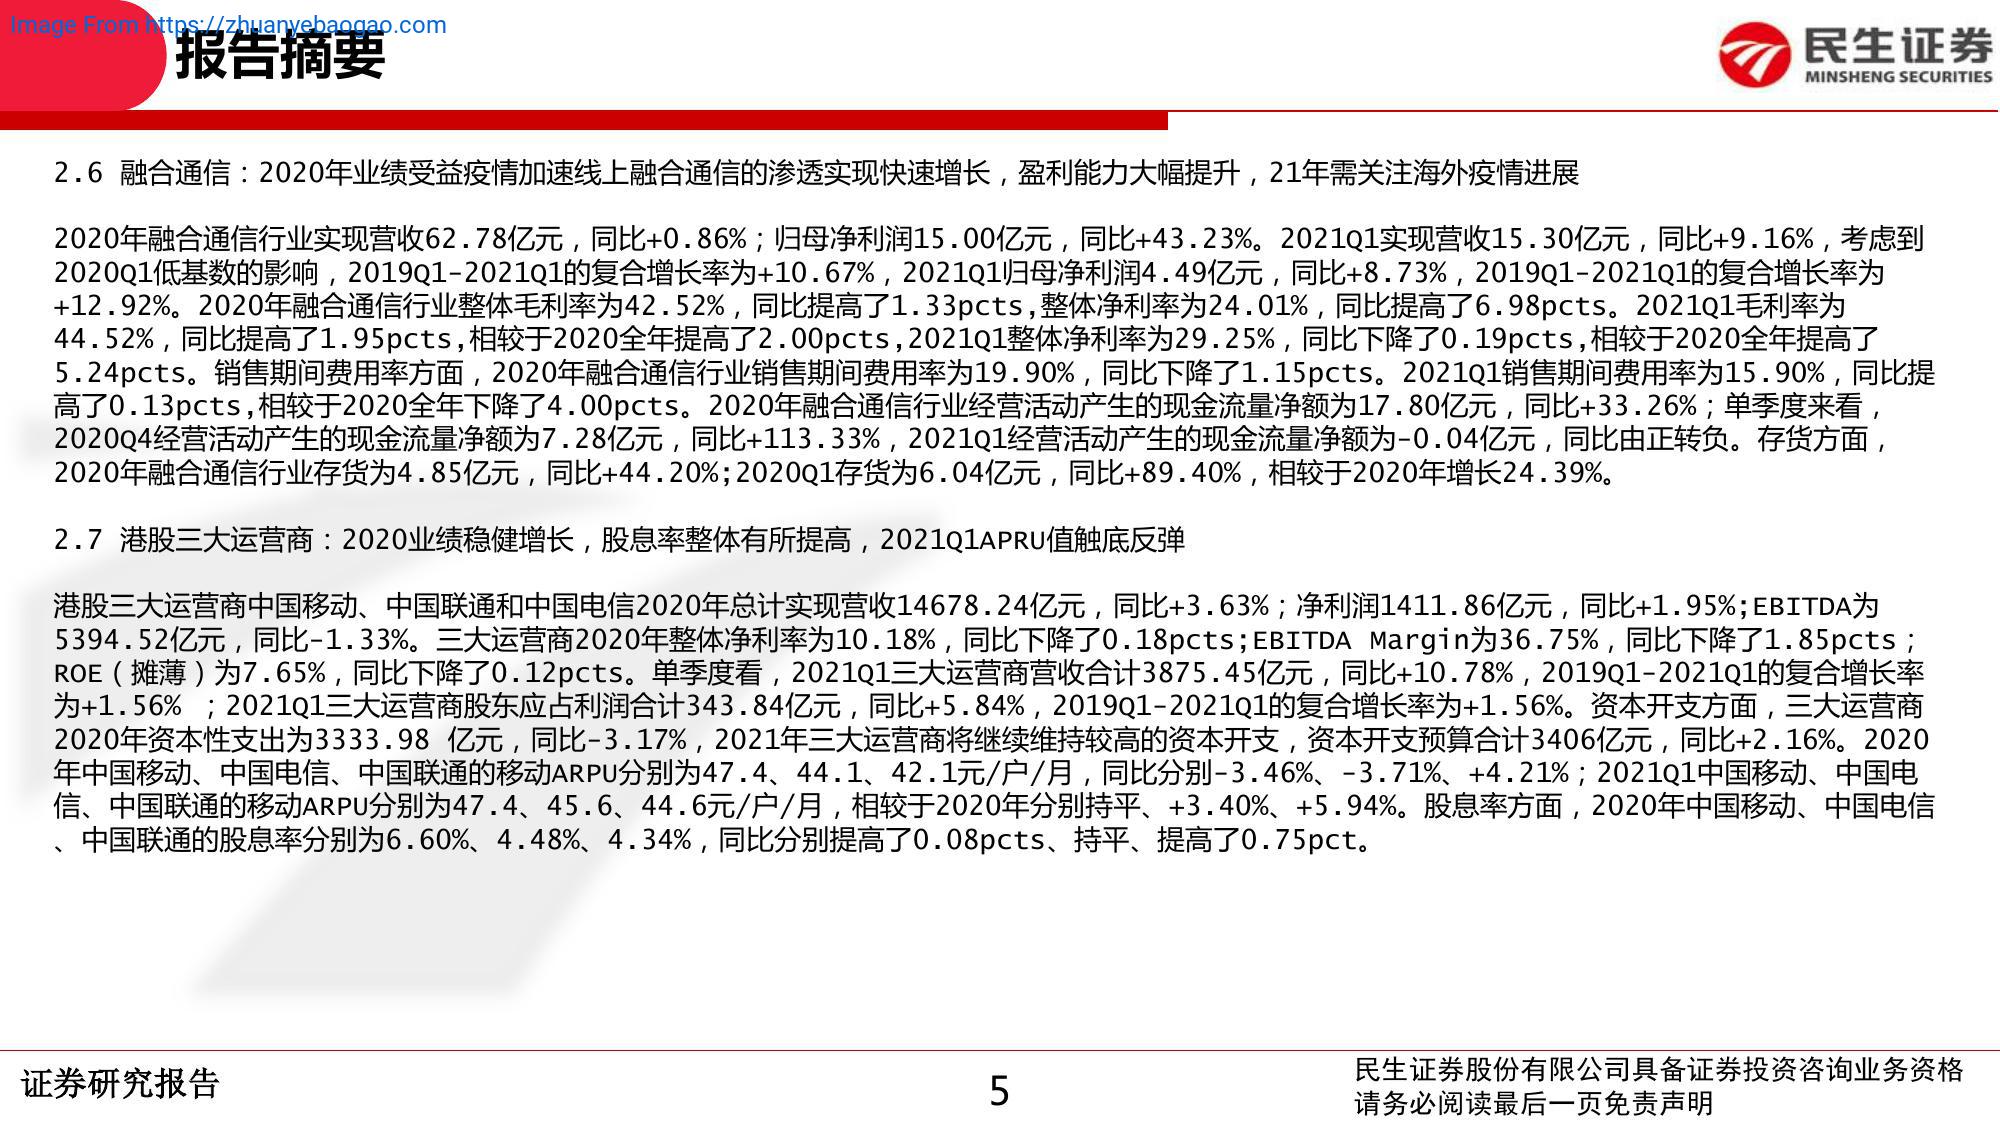 Image From https://zhuanyebaogao.com
报告摘要
民生证券
MINSHENG SECURITIES
2.6 融合通信：2020年业绩受益疫情加速线上融合通信的渗透实现快速增长，盈利能力大幅提升，21年需关注海外疫情进展
2020年融合通信行业实现营收62.78亿元，同比+0.86%；归母净利润15.00亿元，同比+43.23%。2021Q1实现营收15.30亿元，同比+9.16%，考虑到
2020Q1低基数的影响，2019Q1-2021Q1的复合增长率为+10.67%，2021Q1归母净利润4.49亿元，同比+8.73%，2019Q1-2021Q1的复合增长率为
+12.92%。2020年融合通信行业整体毛利率为42.52%，同比提高了1.33pcts,整体净利率为24.01%，同比提高了6.98pcts。2021Q1毛利率为
44.52%，同比提高了1.95pcts,相较于2020全年提高了2.00pcts,2021Q1整体净利率为29.25%，同比下降了0.19pcts,相较于2020全年提高了
5.24pcts。销售期间费用率方面，2020年融合通信行业销售期间费用率为19.90%，同比下降了1.15pcts。2021Q1销售期间费用率为15.90%，同比提
高了0.13pcts,相较于2020全年下降了4.00pcts。2020年融合通信行业经营活动产生的现金流量净额为17.80亿元，同比+33.26%；单季度来看，
2020Q4经营活动产生的现金流量净额为7.28亿元，同比+113.33%，2021Q1经营活动产生的现金流量净额为-0.04亿元，同比由正转负。存货方面，
2020年融合通信行业存货为4.85亿元，同比+44.20%;2020Q1存货为6.04亿元，同比+89.40%，相较于2020年增长24.39%。
2.7 港股三大运营商：2020业绩稳健增长，股息率整体有所提高，2021Q1APRU值触底反弹
港股三大运营商中国移动、中国联通和中国电信2020年总计实现营收14678.24亿元，同比+3.63%；净利润1411.86亿元，同比+1.95%;EBITDA为
5394.52亿元，同比-1.33%。三大运营商2020年整体净利率为10.18%，同比下降了0.18pcts;EBITDA Margin为36.75%，同比下降了1.85pcts；
ROE（摊薄）为7.65%，同比下降了0.12pcts。单季度看，2021Q1三大运营商营收合计3875.45亿元，同比+10.78%，2019Q1-2021Q1的复合增长率
为+1.56% ；2021Q1三大运营商股东应占利润合计343.84亿元，同比+5.84%，2019Q1-2021Q1的复合增长率为+1.56%。资本开支方面，三大运营商
2020年资本性支出为3333.98 亿元，同比-3.17%，2021年三大运营商将继续维持较高的资本开支，资本开支预算合计3406亿元，同比+2.16%。2020
年中国移动、中国电信、中国联通的移动ARPU分别为47.4、44.1、42.1元/户/月，同比分别-3.46%、-3.71%、+4.21%；2021Q1中国移动、中国电
信、中国联通的移动ARPU分别为47.4、45.6、44.6元/户/月，相较于2020年分别持平、+3.40%、+5.94%。股息率方面，2020年中国移动、中国电信
、中国联通的股息率分别为6.60%、4.48%、4.34%，同比分别提高了0.08pcts、持平、提高了0.75pct。
证券研究报告
5
民生证券股份有限公司具备证券投资咨询业务资格
请务必阅读最后一页免责声明